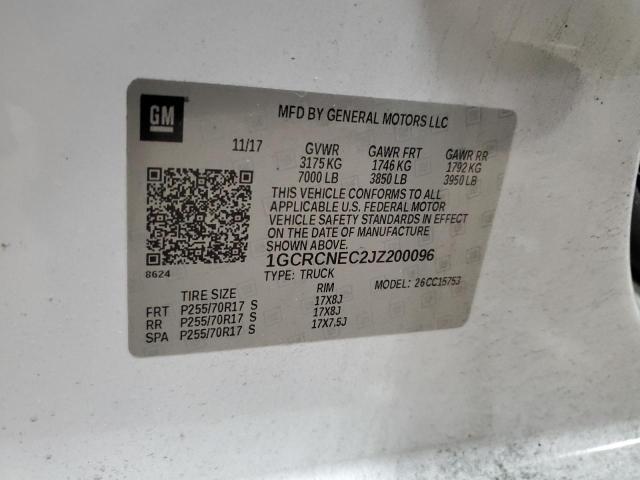 GM
MFD BY GENERAL MOTORS LLC
11/17 GVWR GAWR FRT GAWR RR
3175 KG 1746 KG 1792 KG
7000 LB 3850 LB 3950 LB
THIS VEHICLE CONFORMS TO ALL
APPLICABLE U.S. FEDERAL MOTOR
VEHICLE SAFETY STANDARDS IN EFFECT
ON THE DATE OF MANUFACTURE
SHOWN ABOVE.
1GCRCNEC2JZ200096
8624
TYPE: TRUCK MODEL: 26CC15753
TIRE SIZE RIM
FRT P255/70R17 S 17X8J
RR P255/70R17 S 17X8J
SPA P255/70R17 S 17X7.5J